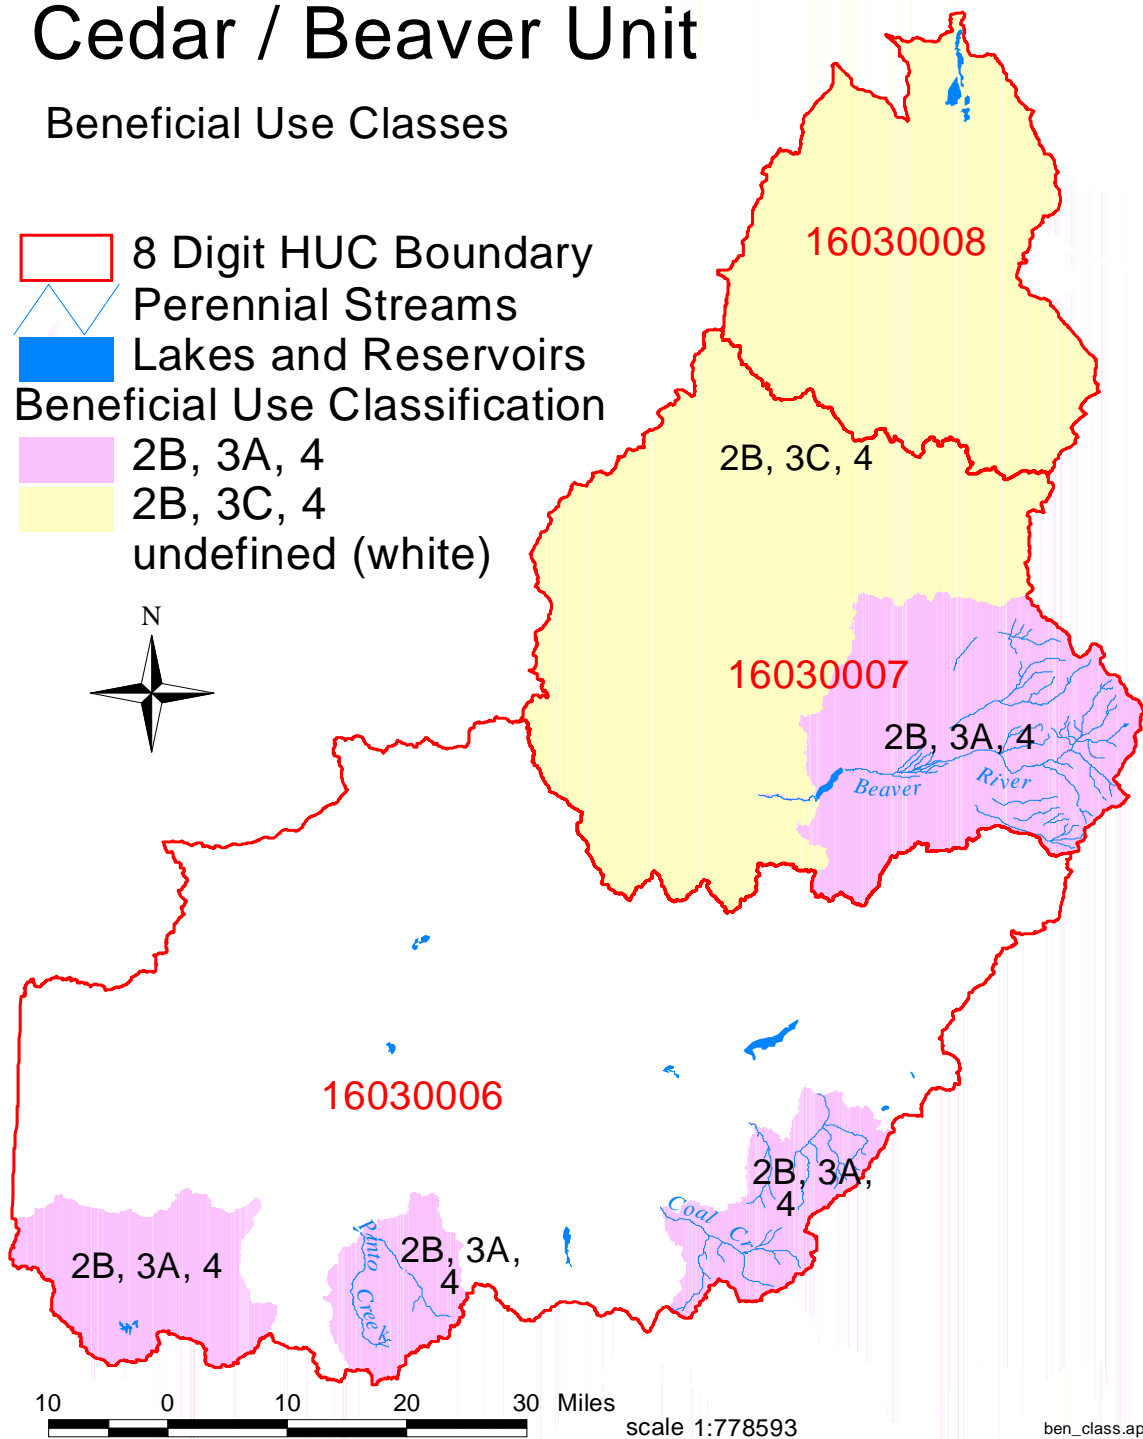 Cedar / Beaver Unit
Beneficial Use Classes
8 Digit HUC Boundary
Perennial Streams
Lakes and Reservoirs
Beneficial Use Classification
2B, 3A, 4
2B, 3C, 4
undefined (white)
N
16030008
2B, 3C, 4
16030007
2B, 3A, 4
Beaver River
16030006
2B, 3A,
4
Coal Cr
2B, 3A, 4
Pinto Creek
2B, 3A,
4
10 0 10 20 30 Miles
scale 1:778593
ben_class.ap